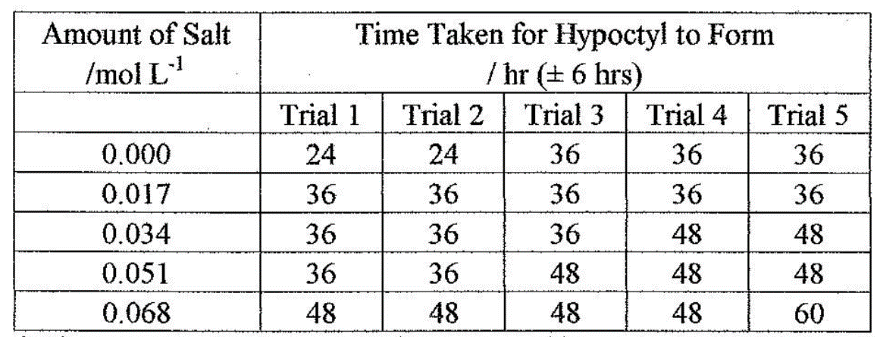 Amount of Salt Time Taken for Hypoctyl to Form
/mol L⁻¹ / hr (± 6 hrs)
Trial 1 Trial 2 Trial 3 Trial 4 Trial 5
0.000 24 24 36 36 36
0.017 36 36 36 36 36
0.034 36 36 36 48 48
0.051 36 36 48 48 48
0.068 48 48 48 48 60